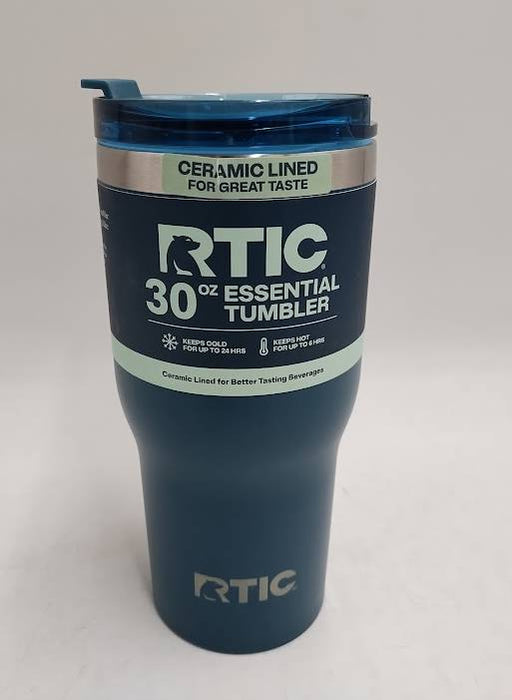 CERAMIC LINED
FOR GREAT TASTE
RTIC
30 OZ ESSENTIAL
TUMBLER
KEEPS COLD
FOR UP TO 24 HRS
KEEPS HOT
FOR UP TO 6 HRS
Ceramic Lined for Better Tasting Beverages
RTIC